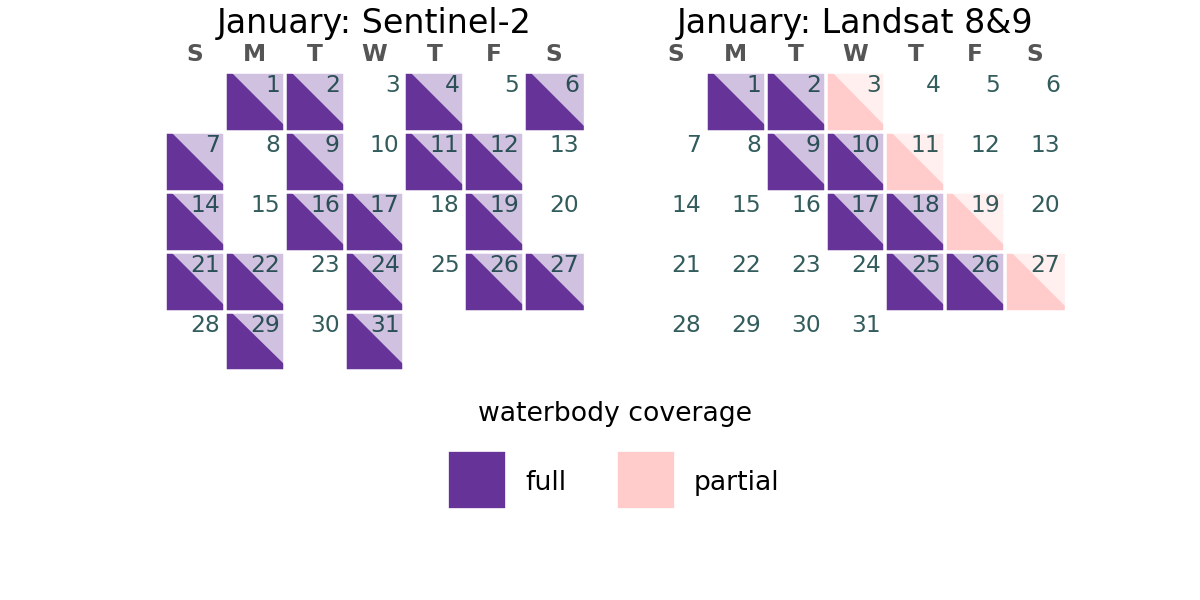 January: Sentinel-2
S M T W T F S
1 2 3 4 5 6
7 8 9 10 11 12 13
14 15 16 17 18 19 20
21 22 23 24 25 26 27
28 29 30 31
January: Landsat 8&9
S M T W T F S
1 2 3 4 5 6
7 8 9 10 11 12 13
14 15 16 17 18 19 20
21 22 23 24 25 26 27
28 29 30 31
waterbody coverage
full partial